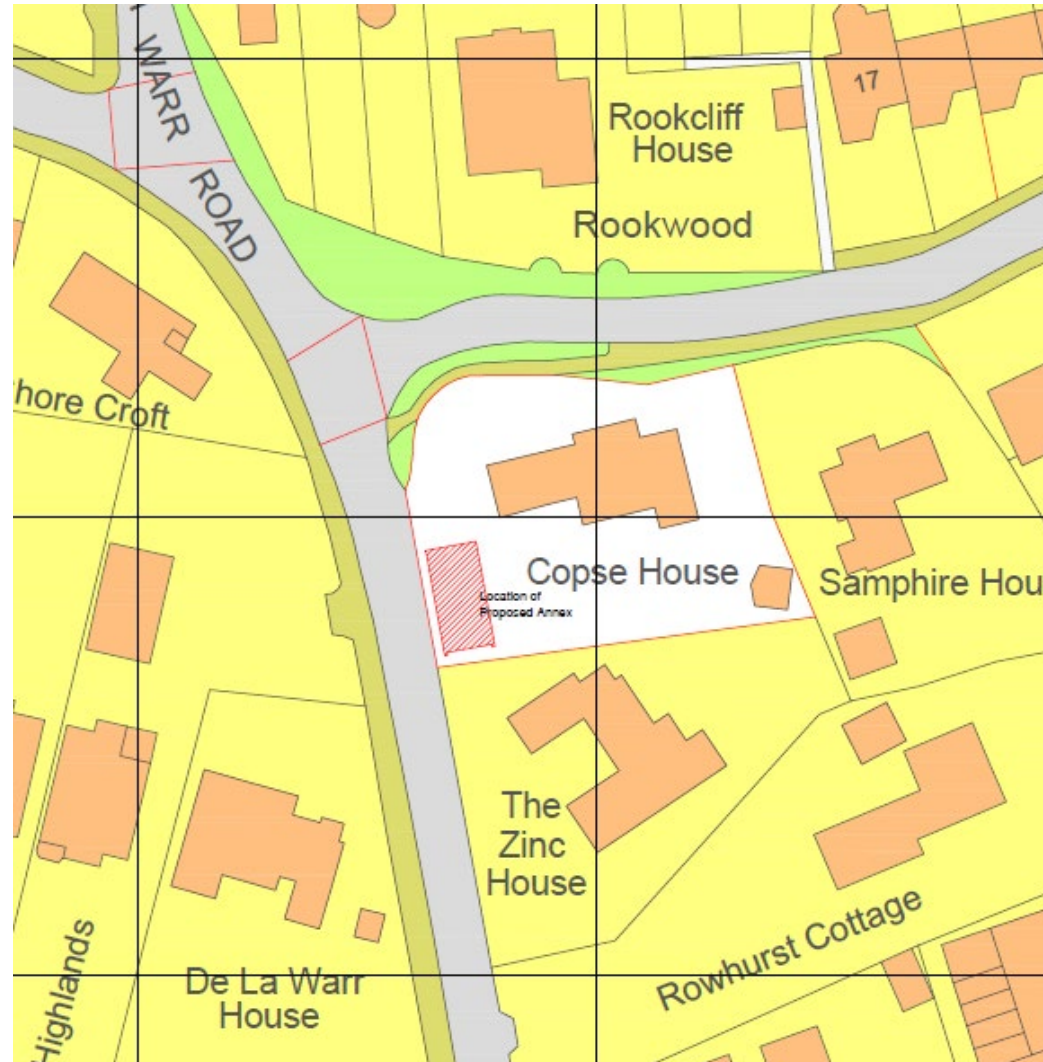 WARR
ROAD
17
Rookcliff
House
Rookwood
hore Croft
Copse House
Location of
Proposed Annex
Samphire Hou
The
Zinc
House
Rowhurst Cottage
De La Warr
House
Highlands